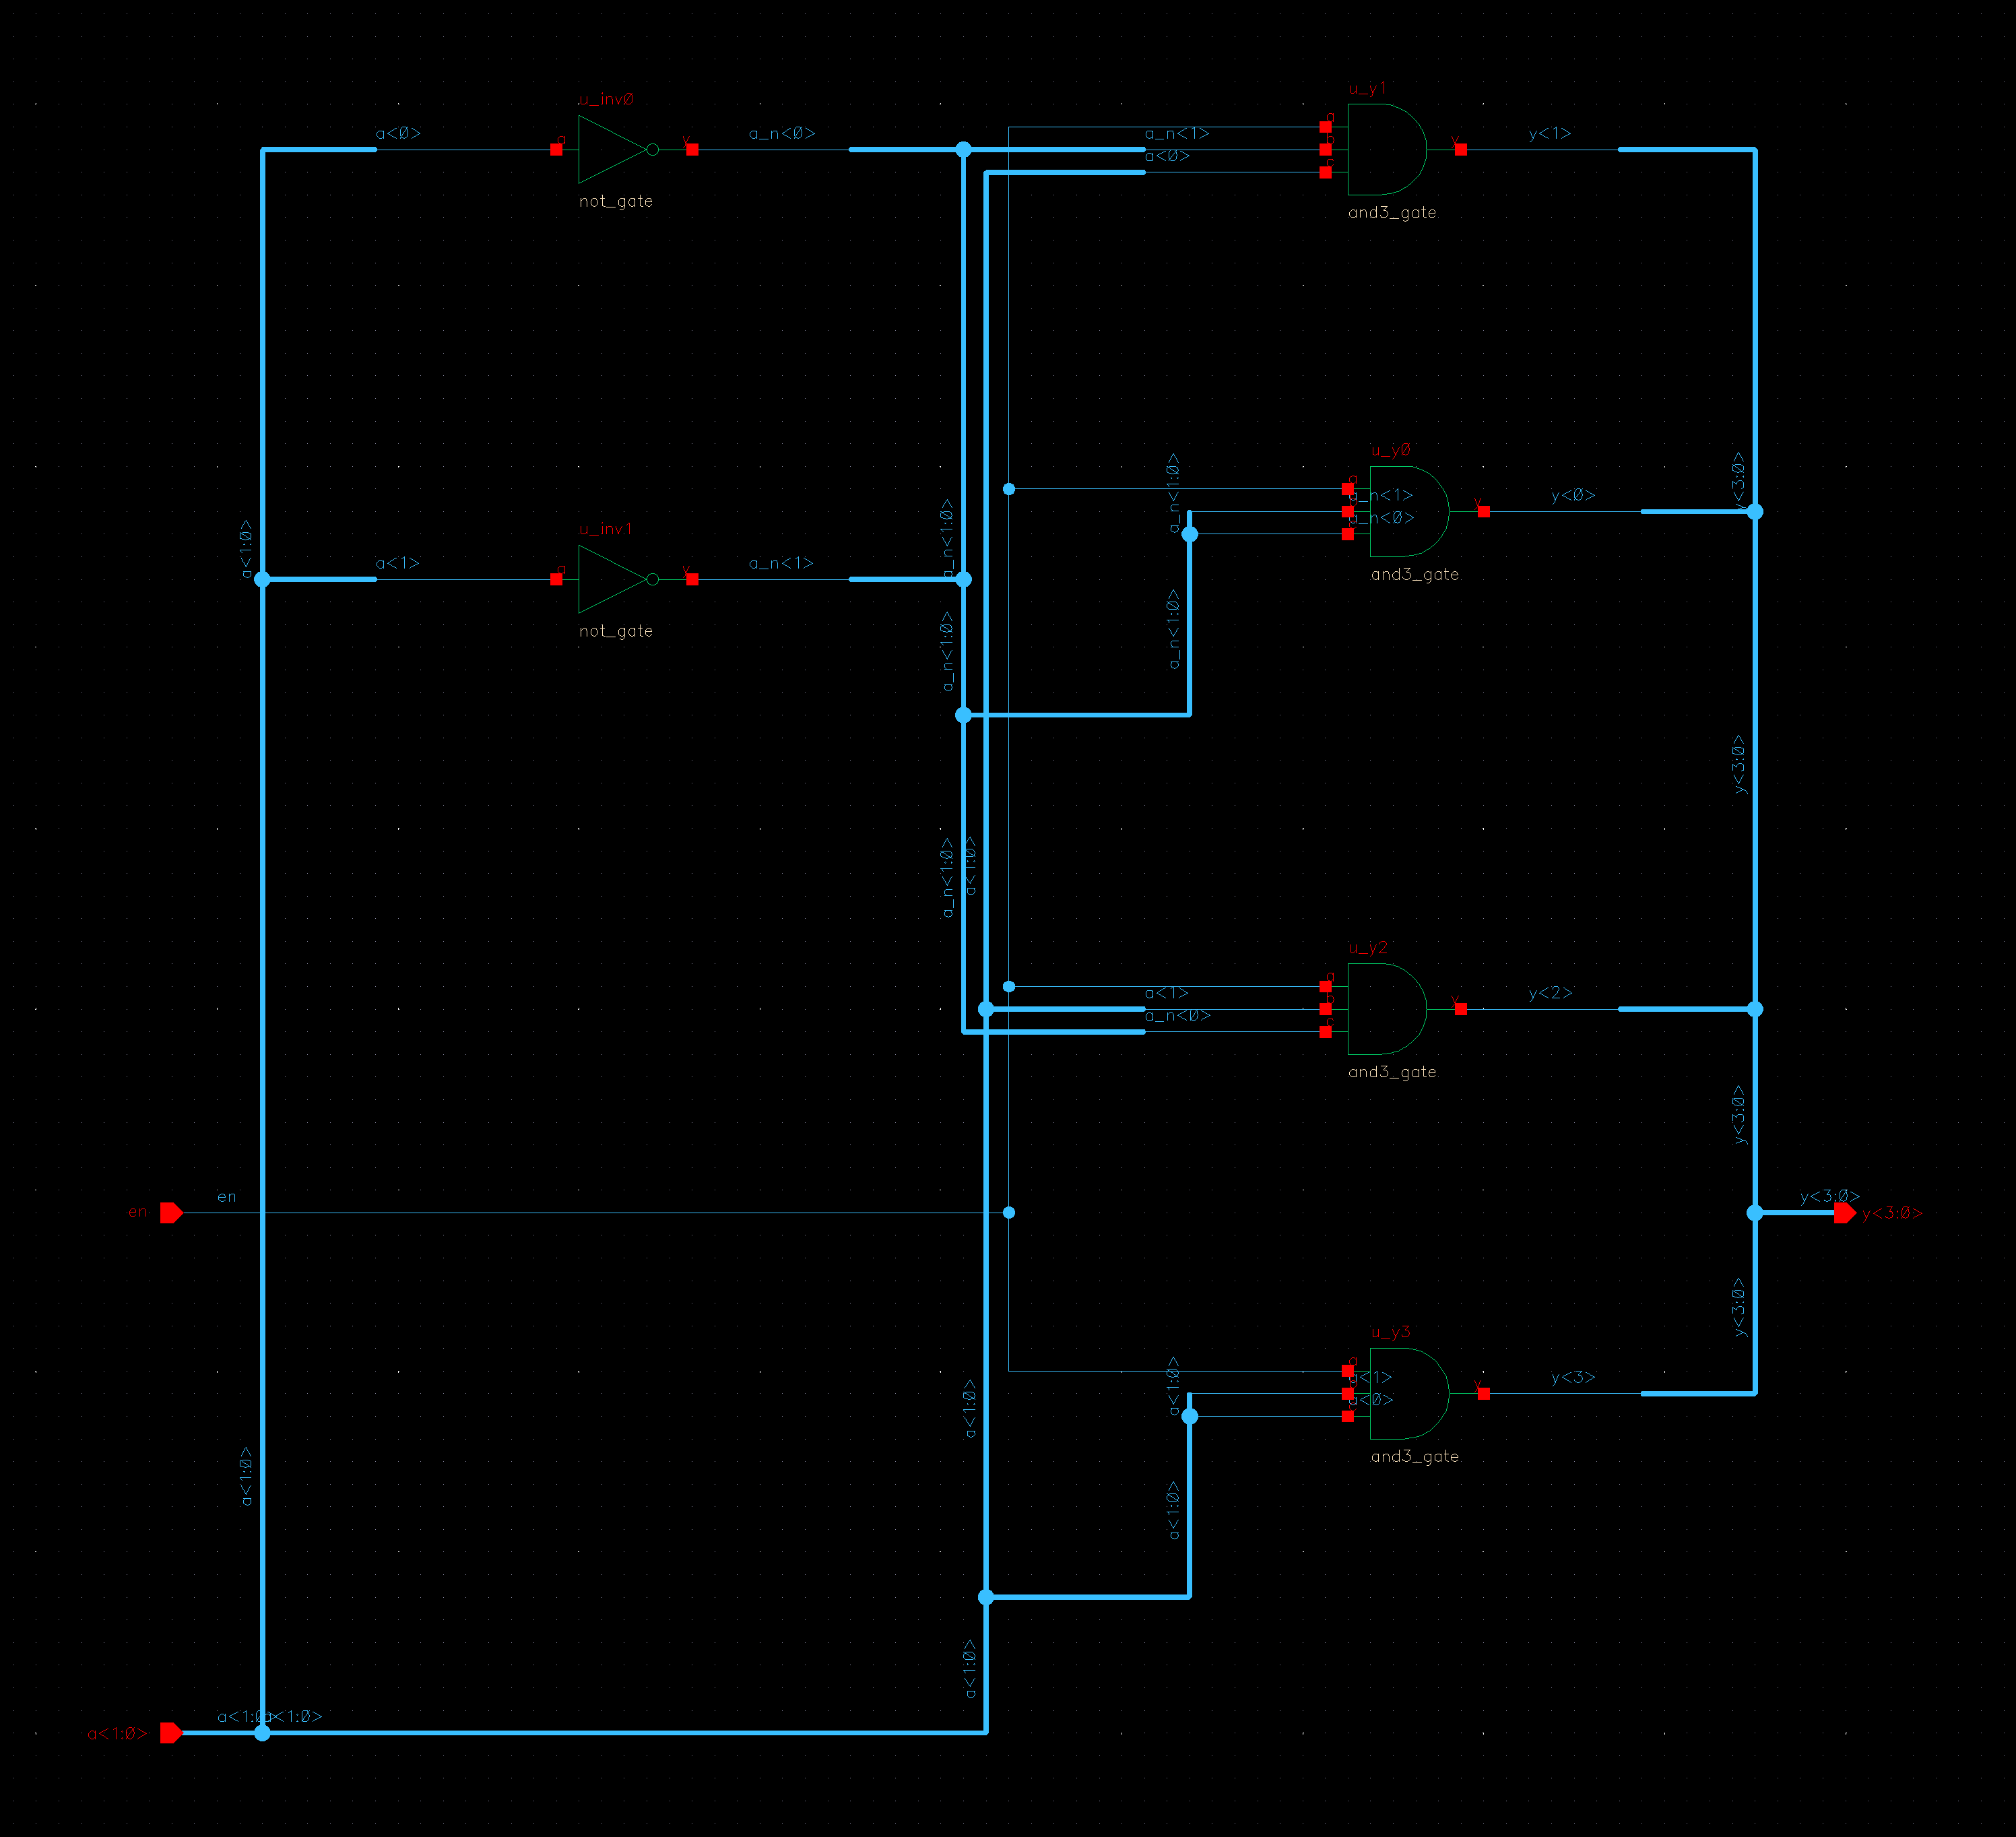 u_y1
u_inv0
a
a<0>
a
y
a_n<0>
a_n<1>
b
y
y<1>
a<0>
c
not_gate
and3_gate
u_y0
a_n<1:0>
y<3:0>
a
a_n<1>
y
y<0>
a_n<0>
u_inv1
a<1:0>
a_n<1:0>
a<1>
a
y
a_n<1>
and3_gate
not_gate
a_n<1:0>
a_n<1:0>
y<3:0>
a_n<1:0>
a<1:0>
u_y2
a
a<1>
b
y
y<2>
a_n<0>
c
and3_gate
y<3:0>
en
en
y<3:0>
y<3:0>
y<3:0>
u_y3
a
a<1:0>
a<1>
y
y<3>
a<0>
a<1:0>
and3_gate
a<1:0>
a<1:0>
a<1:0>
a<1:0>
a<1:0>
a<1:0>